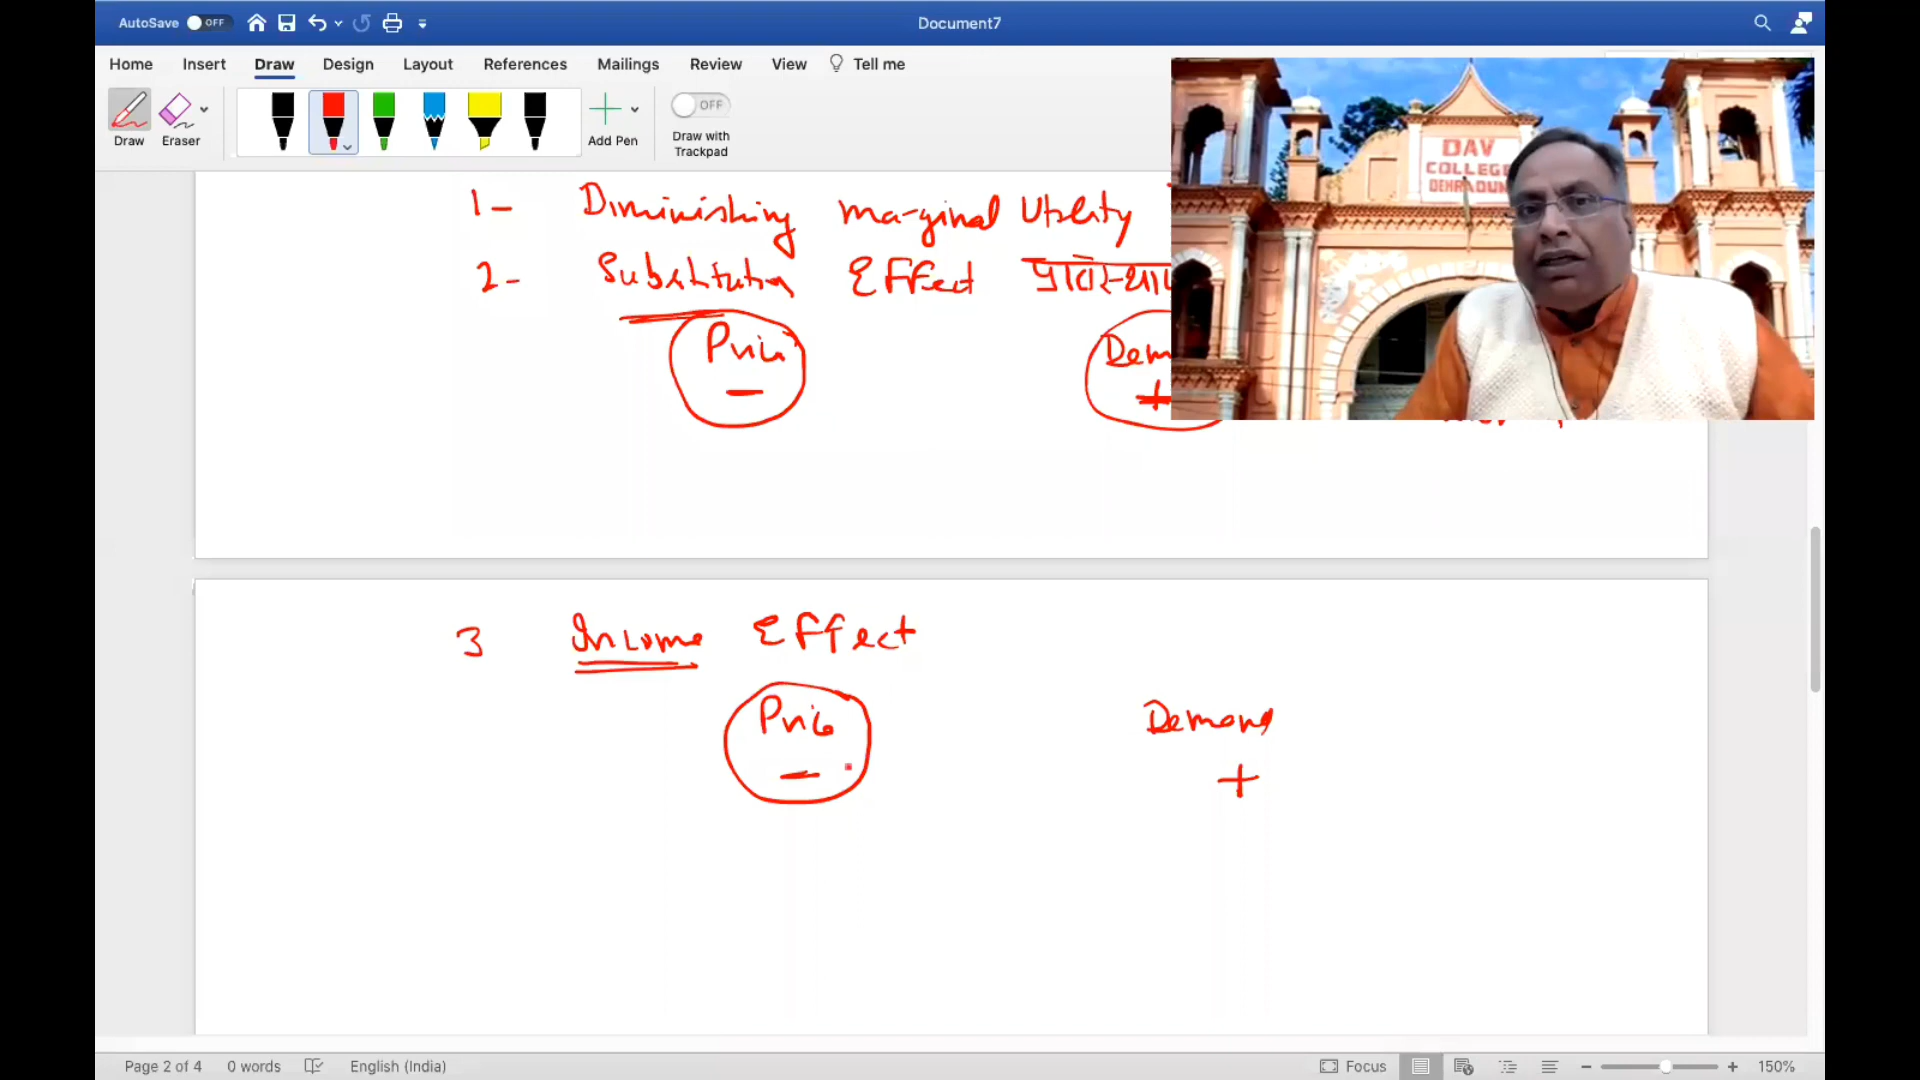 AutoSave OFF Document7
Home Insert Draw Design Layout References Mailings Review View Tell me
OFF
Draw Eraser Add Pen Draw with Trackpad
DAV
COLLEGE
DEHRADUN
1- Diminishing marginal Utility
2- Substitution Effect
Price Dem
- +
3 Income Effect
Price Demand
- +
Page 2 of 4 0 words English (India) Focus 150%